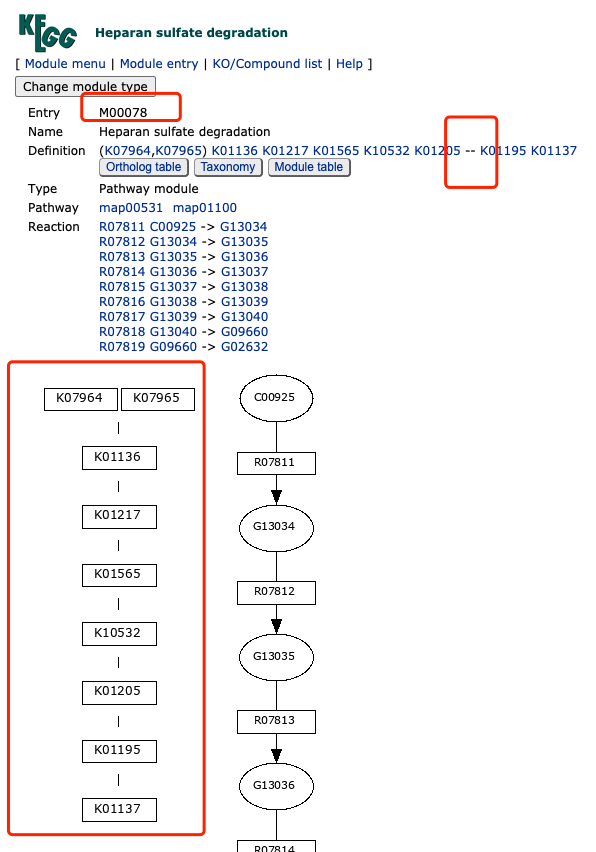 KEGG Heparan sulfate degradation
[ Module menu | Module entry | KO/Compound list | Help ]
Change module type
Entry M00078
Name Heparan sulfate degradation
Definition (K07964,K07965) K01136 K01217 K01565 K10532 K01205 -- K01195 K01137
Ortholog table Taxonomy Module table
Type Pathway module
Pathway map00531 map01100
Reaction R07811 C00925 -> G13034
R07812 G13034 -> G13035
R07813 G13035 -> G13036
R07814 G13036 -> G13037
R07815 G13037 -> G13038
R07816 G13038 -> G13039
R07817 G13039 -> G13040
R07818 G13040 -> G09660
R07819 G09660 -> G02632
K07964 K07965
K01136
K01217
K01565
K10532
K01205
K01195
K01137
C00925
R07811
G13034
R07812
G13035
R07813
G13036
R07814